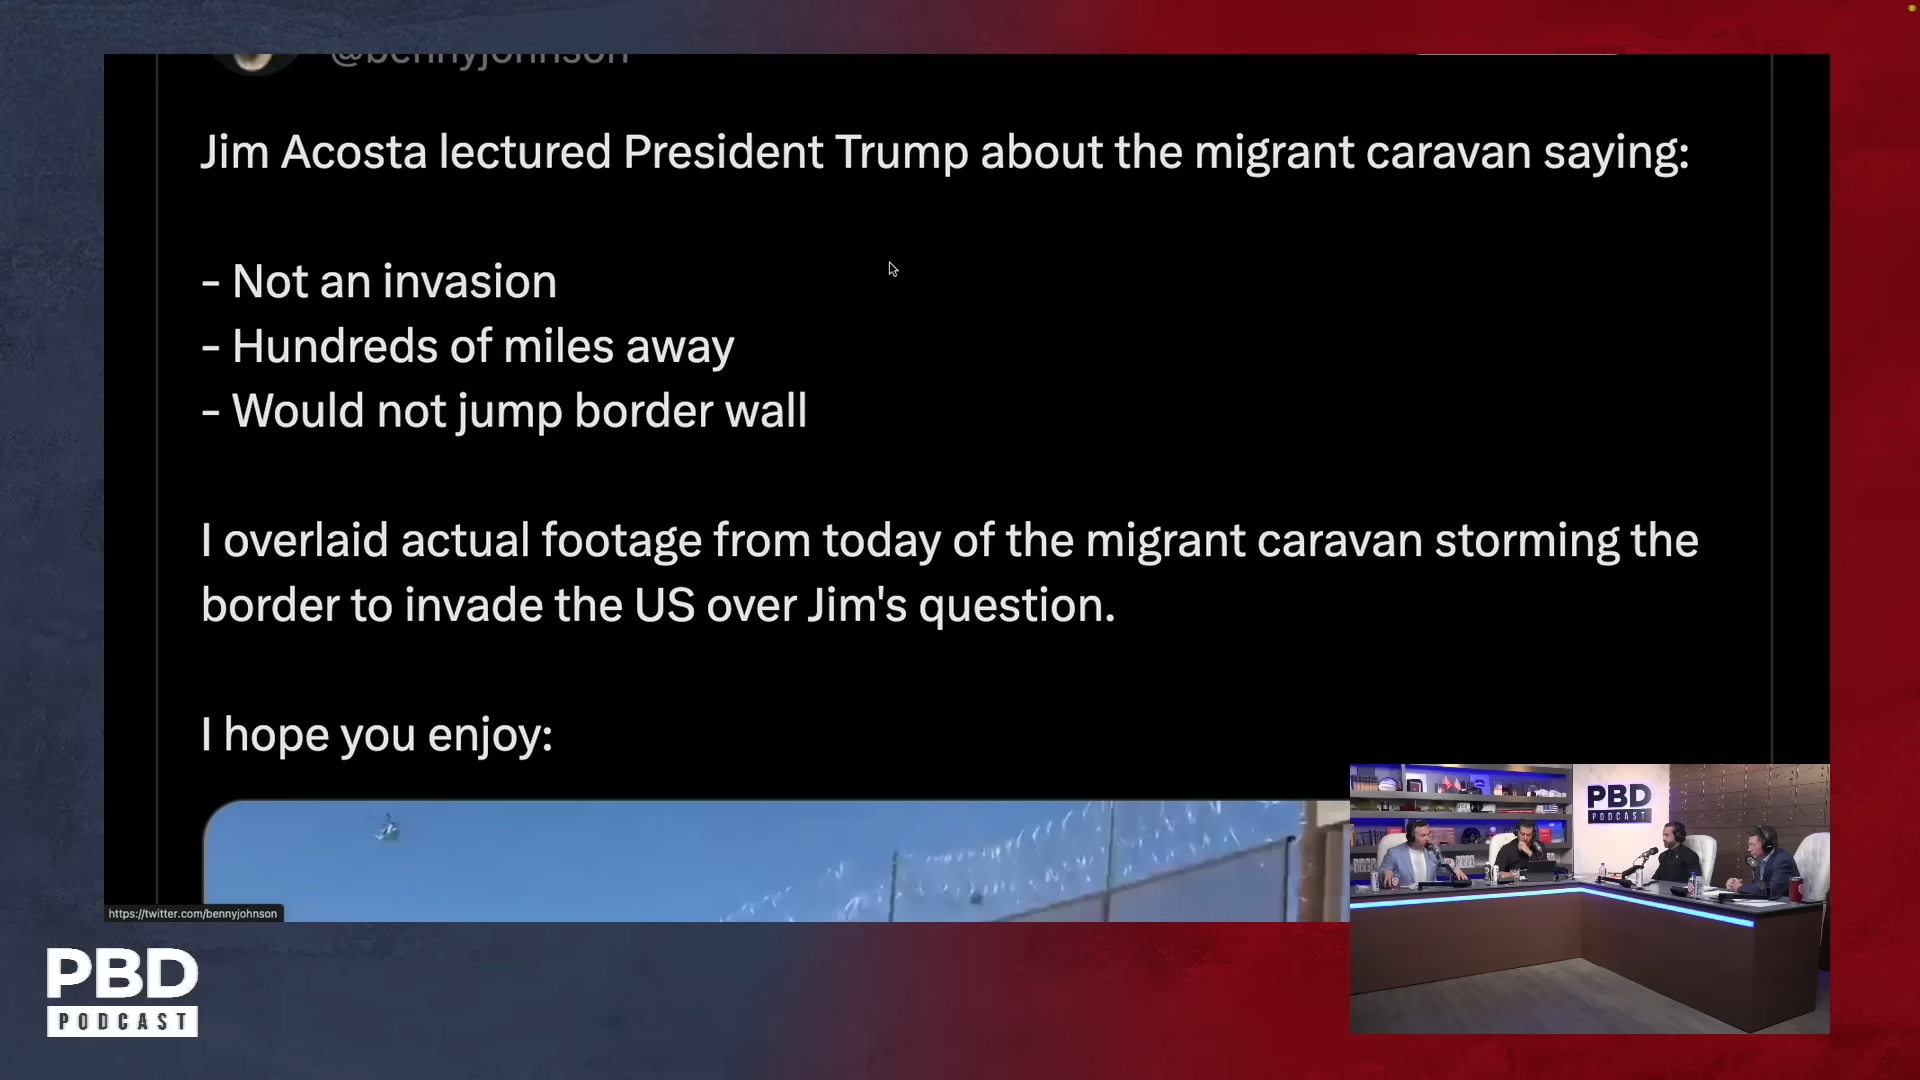 @bennyjohnson
Jim Acosta lectured President Trump about the migrant caravan saying:
- Not an invasion
- Hundreds of miles away
- Would not jump border wall
I overlaid actual footage from today of the migrant caravan storming the
border to invade the US over Jim's question.
I hope you enjoy:
PBD
PODCAST
https://twitter.com/bennyjohnson
PBD
PODCAST